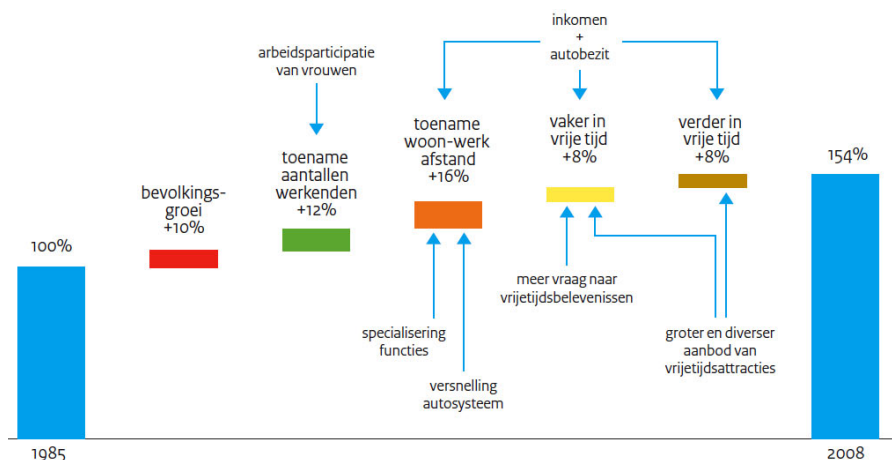 inkomen
+
autobezit
arbeidsparticipatie
van vrouwen
toename
woon-werk
afstand
+16%
vaker in
vrije tijd
+8%
verder in
vrije tijd
+8%
154%
toename
aantallen
werkenden
+12%
bevolkings-
groei
+10%
100%
meer vraag naar
vrijetijdsbelevenissen
specialisering
functies
groter en diverser
aanbod van
vrijetijdsattracties
versnelling
autosysteem
1985
2008